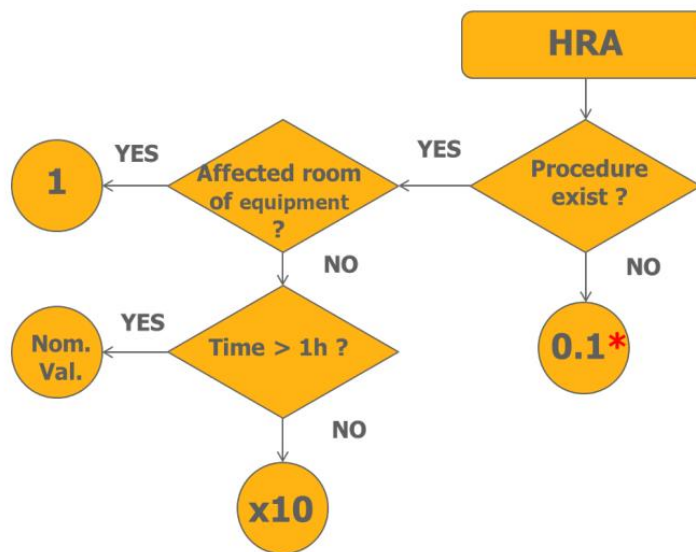 HRA
YES
YES
1
Affected room
of equipment
?
Procedure
exist ?
NO
NO
YES
Nom.
Val.
Time > 1h ?
0.1*
NO
x10